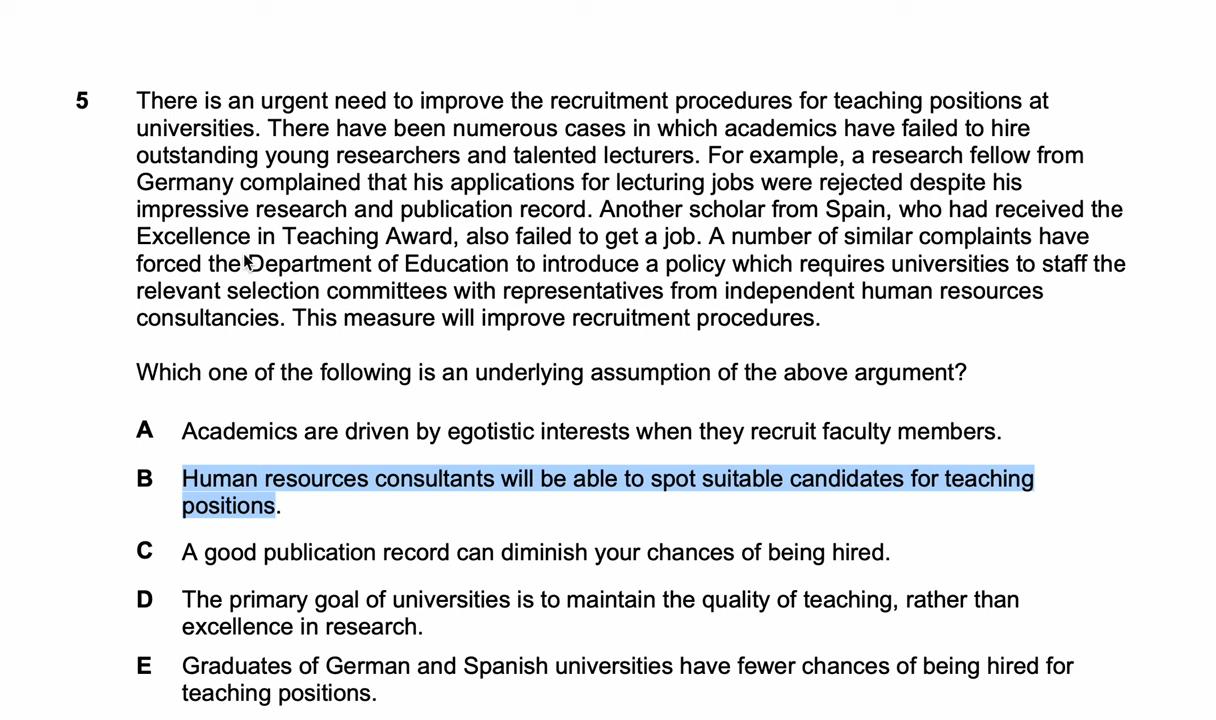 5 There is an urgent need to improve the recruitment procedures for teaching positions at
universities. There have been numerous cases in which academics have failed to hire
outstanding young researchers and talented lecturers. For example, a research fellow from
Germany complained that his applications for lecturing jobs were rejected despite his
impressive research and publication record. Another scholar from Spain, who had received the
Excellence in Teaching Award, also failed to get a job. A number of similar complaints have
forced the Department of Education to introduce a policy which requires universities to staff the
relevant selection committees with representatives from independent human resources
consultancies. This measure will improve recruitment procedures.
Which one of the following is an underlying assumption of the above argument?
A Academics are driven by egotistic interests when they recruit faculty members.
B Human resources consultants will be able to spot suitable candidates for teaching
positions.
C A good publication record can diminish your chances of being hired.
D The primary goal of universities is to maintain the quality of teaching, rather than
excellence in research.
E Graduates of German and Spanish universities have fewer chances of being hired for
teaching positions.